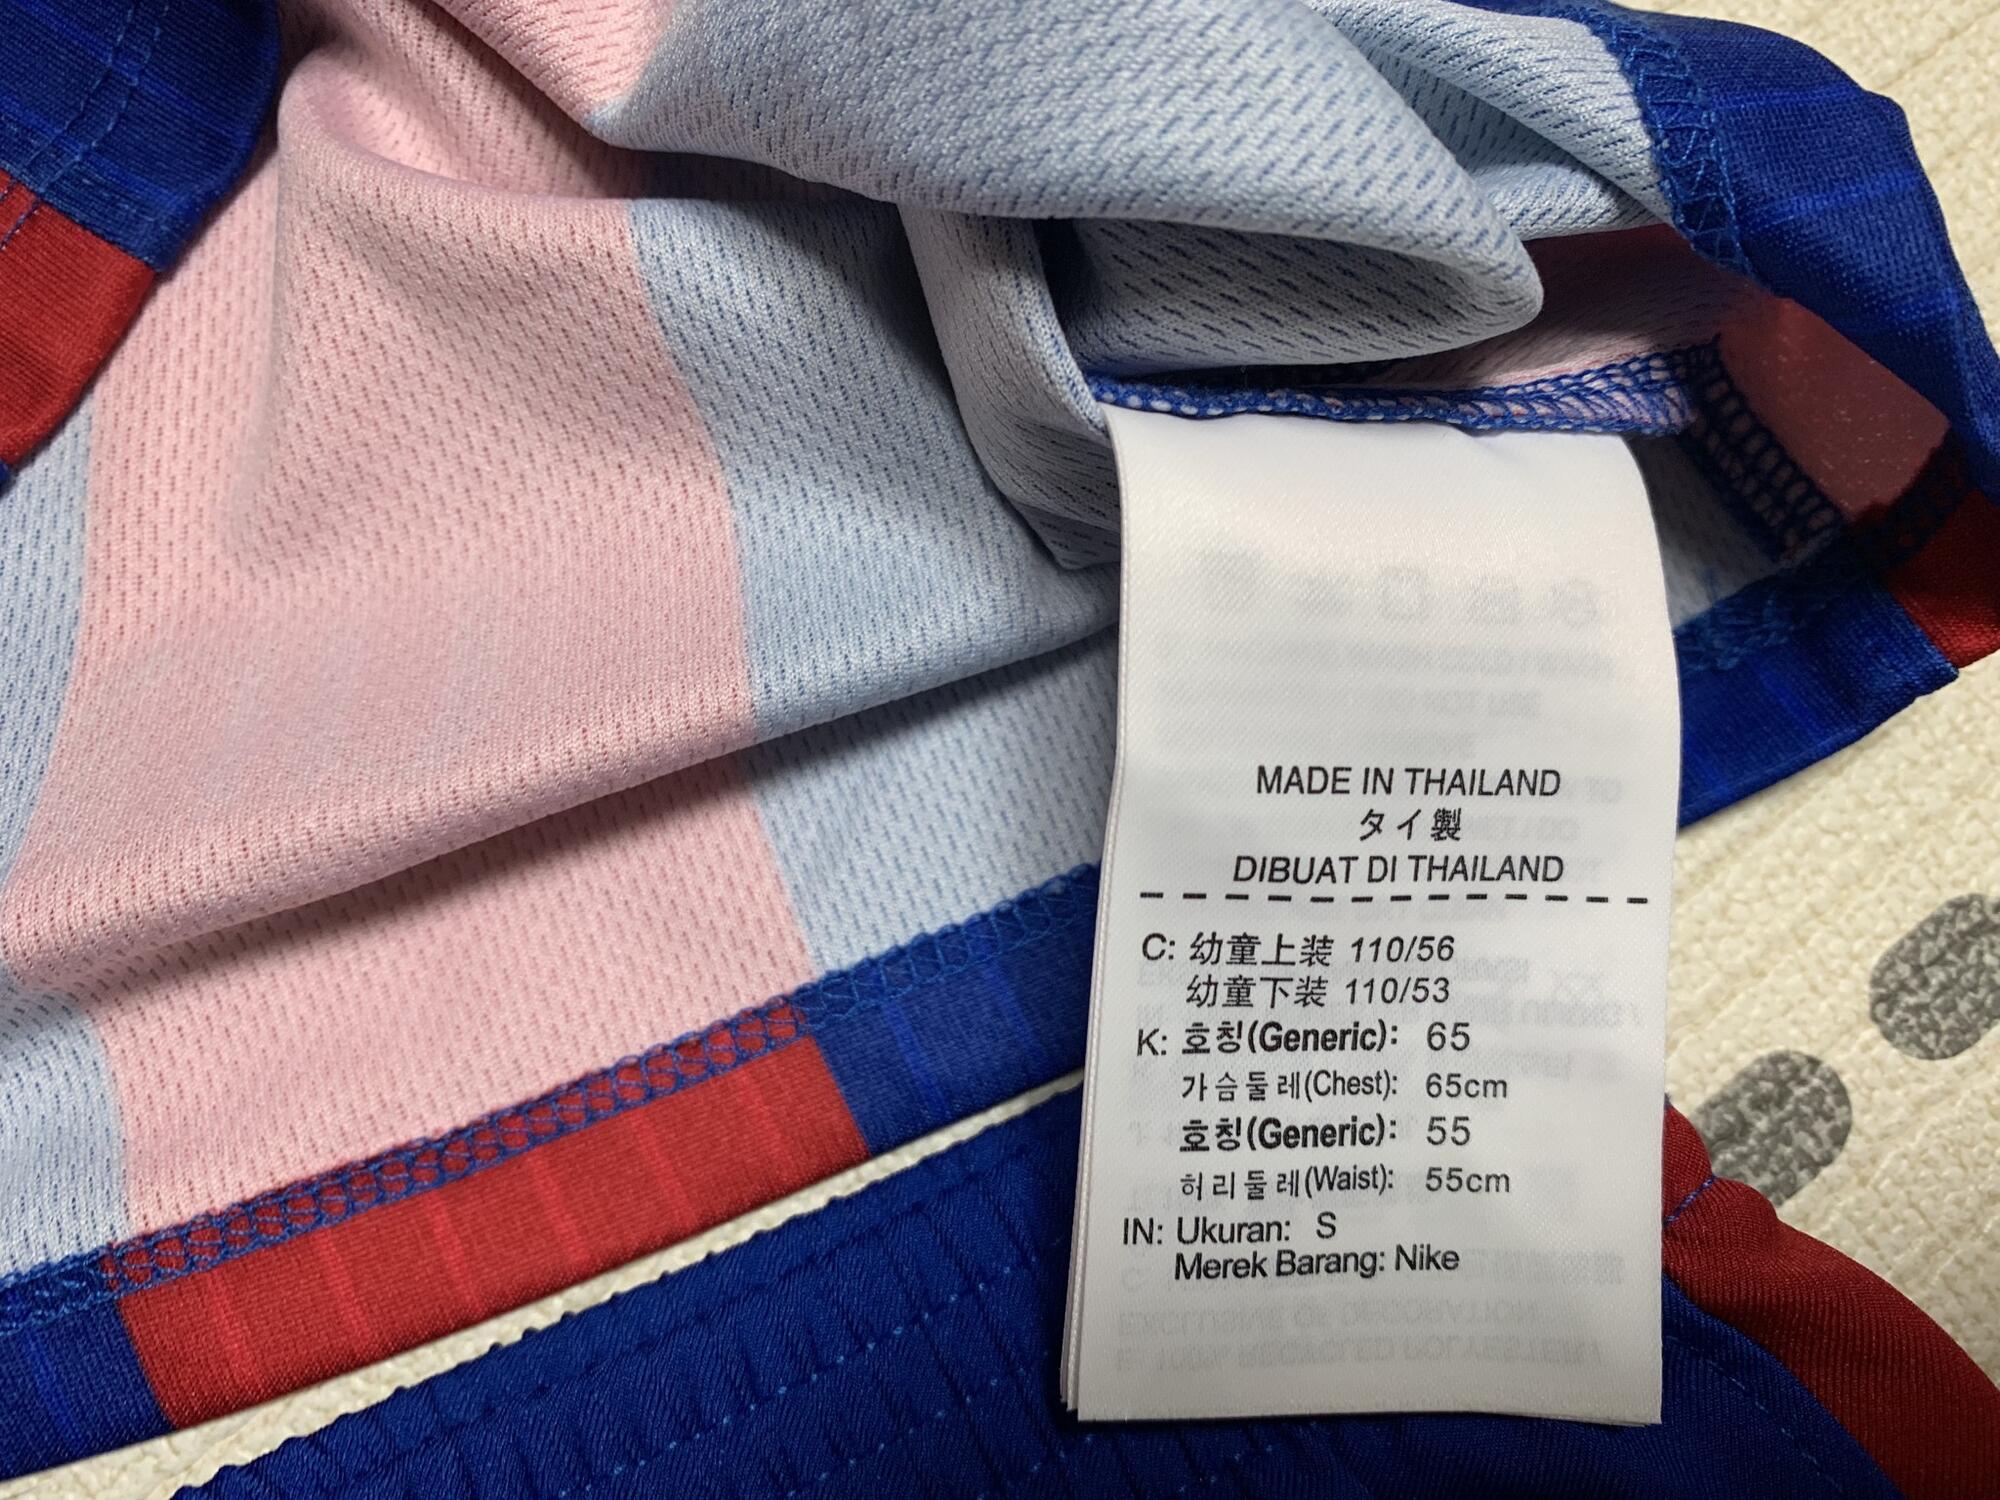 MADE IN THAILAND
タイ製
DIBUAT DI THAILAND
C: 幼童上装 110/56
幼童下装 110/53
K: 호칭(Generic): 65
가슴둘레(Chest): 65cm
호칭(Generic): 55
허리둘레(Waist): 55cm
IN: Ukuran: S
Merek Barang: Nike